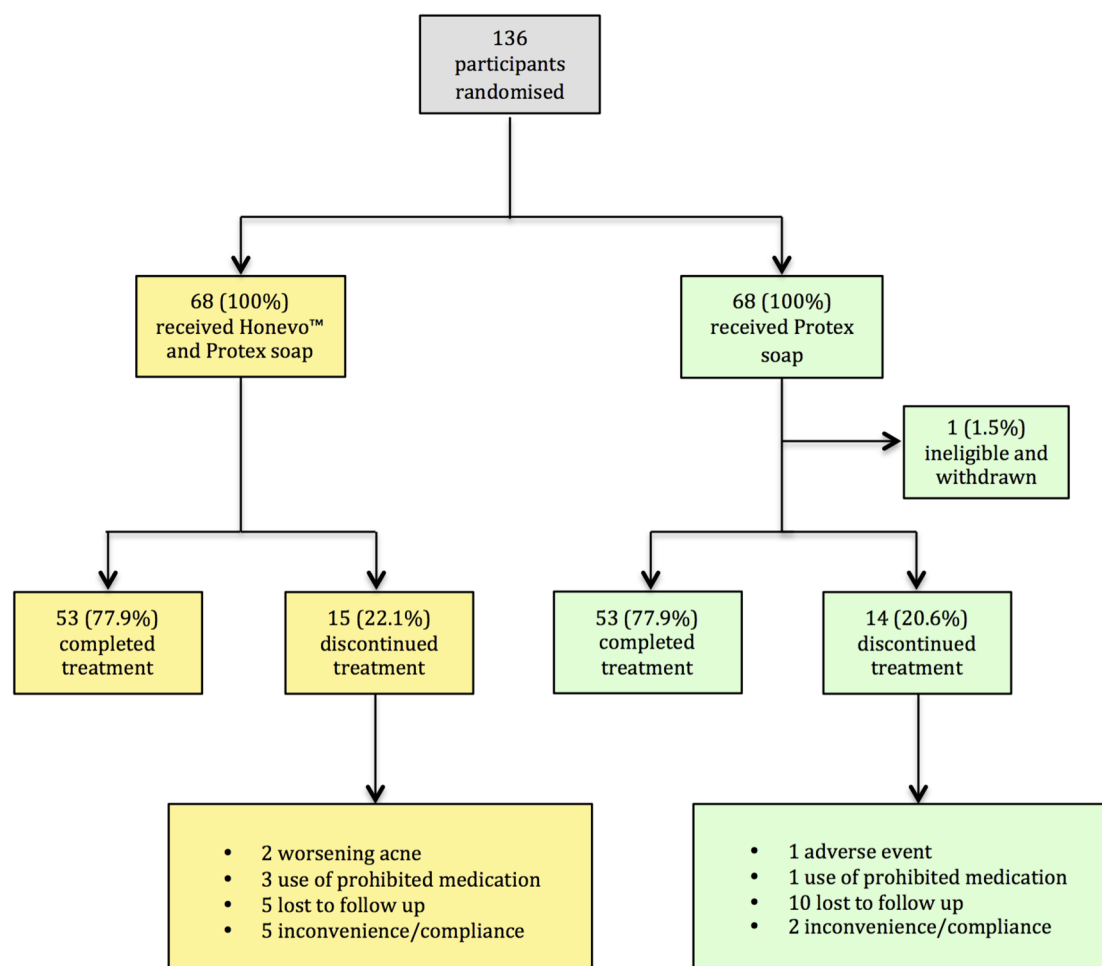 136
participants
randomised
68 (100%)
received Honevo™
and Protex soap
68 (100%)
received Protex
soap
1 (1.5%)
ineligible and
withdrawn
53 (77.9%)
completed
treatment
15 (22.1%)
discontinued
treatment
53 (77.9%)
completed
treatment
14 (20.6%)
discontinued
treatment
• 2 worsening acne
• 3 use of prohibited medication
• 5 lost to follow up
• 5 inconvenience/compliance
• 1 adverse event
• 1 use of prohibited medication
• 10 lost to follow up
• 2 inconvenience/compliance